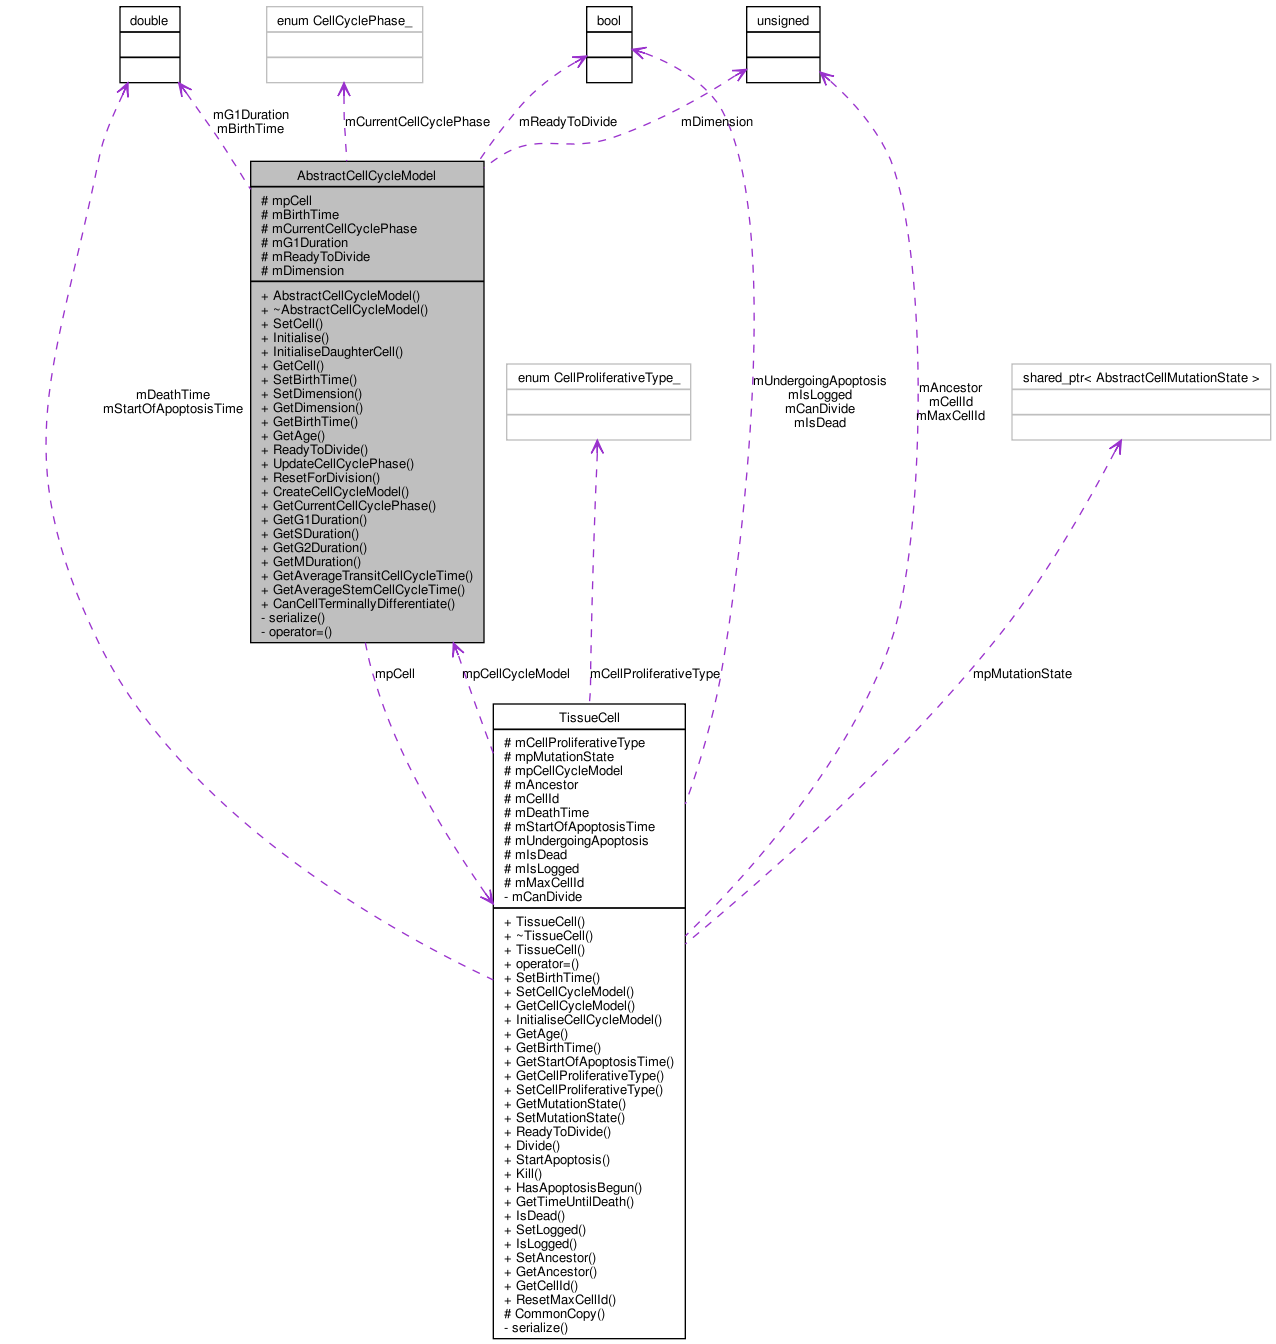 double
enum CellCyclePhase_
bool
unsigned
mG1Duration
mBirthTime
mCurrentCellCyclePhase
mReadyToDivide
mDimension
AbstractCellCycleModel
# mpCell
# mBirthTime
# mCurrentCellCyclePhase
# mG1Duration
# mReadyToDivide
# mDimension
+ AbstractCellCycleModel()
+ ~AbstractCellCycleModel()
+ SetCell()
+ Initialise()
+ InitialiseDaughterCell()
+ GetCell()
+ SetBirthTime()
+ SetDimension()
+ GetDimension()
+ GetBirthTime()
+ GetAge()
+ ReadyToDivide()
+ UpdateCellCyclePhase()
+ ResetForDivision()
+ CreateCellCycleModel()
+ GetCurrentCellCyclePhase()
+ GetG1Duration()
+ GetSDuration()
+ GetG2Duration()
+ GetMDuration()
+ GetAverageTransitCellCycleTime()
+ GetAverageStemCellCycleTime()
+ CanCellTerminallyDifferentiate()
- serialize()
- operator=()
enum CellProliferativeType_
shared_ptr< AbstractCellMutationState >
mDeathTime
mStartOfApoptosisTime
mUndergoingApoptosis
mIsLogged
mCanDivide
mIsDead
mAncestor
mCellId
mMaxCellId
mpCell
mpCellCycleModel
mCellProliferativeType
mpMutationState
TissueCell
# mCellProliferativeType
# mpMutationState
# mpCellCycleModel
# mAncestor
# mCellId
# mDeathTime
# mStartOfApoptosisTime
# mUndergoingApoptosis
# mIsDead
# mIsLogged
# mMaxCellId
- mCanDivide
+ TissueCell()
+ ~TissueCell()
+ TissueCell()
+ operator=()
+ SetBirthTime()
+ SetCellCycleModel()
+ GetCellCycleModel()
+ InitialiseCellCycleModel()
+ GetAge()
+ GetBirthTime()
+ GetStartOfApoptosisTime()
+ GetCellProliferativeType()
+ SetCellProliferativeType()
+ GetMutationState()
+ SetMutationState()
+ ReadyToDivide()
+ Divide()
+ StartApoptosis()
+ Kill()
+ HasApoptosisBegun()
+ GetTimeUntilDeath()
+ IsDead()
+ SetLogged()
+ IsLogged()
+ SetAncestor()
+ GetAncestor()
+ GetCellId()
+ ResetMaxCellId()
# CommonCopy()
- serialize()